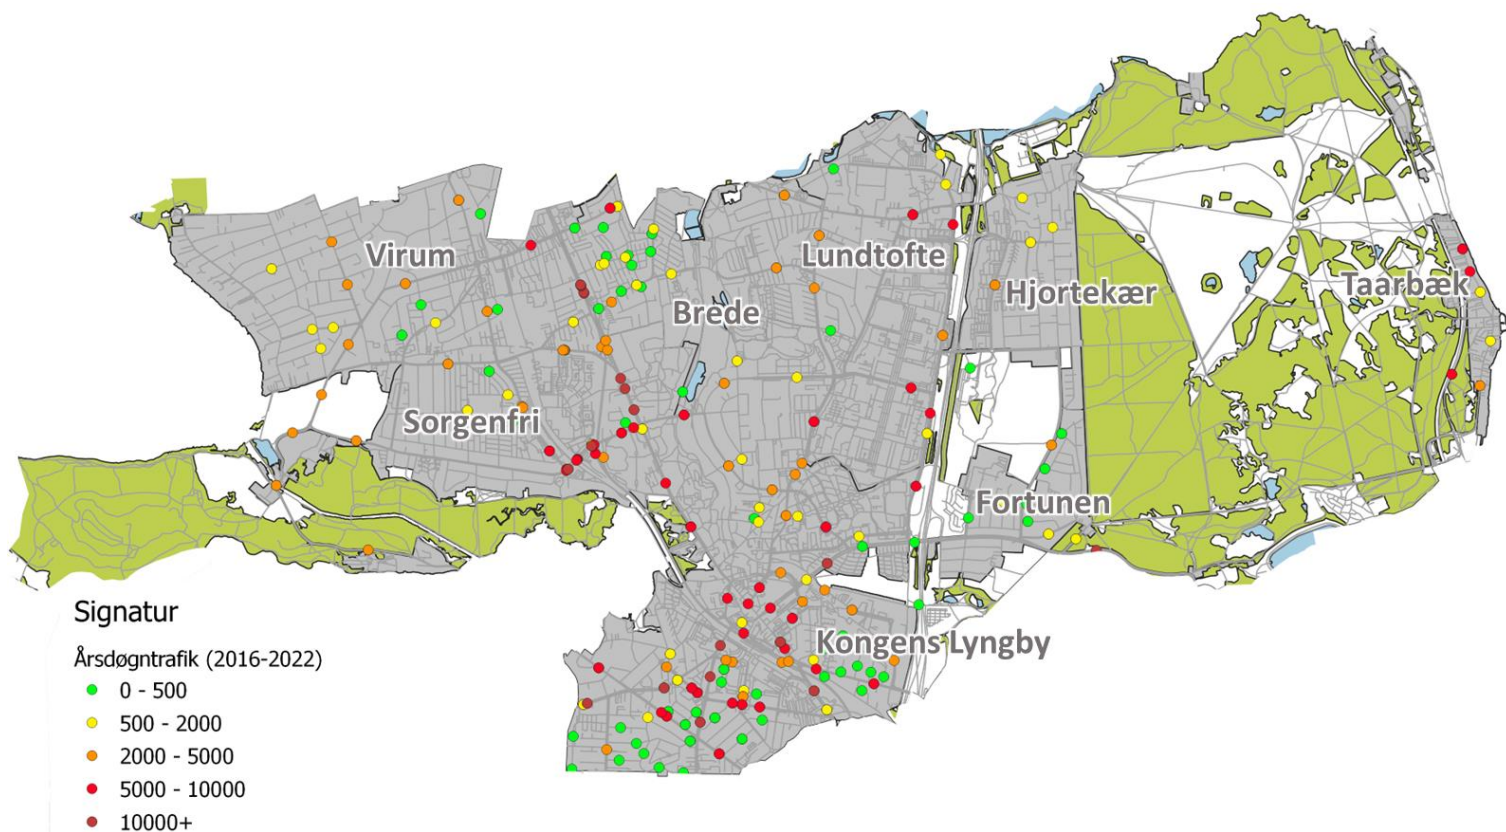 Virum
Lundtofte
Hjortekær
Taarbæk
Brede
Sorgenfri
Fortunen
Kongens Lyngby
Signatur
Årsdøgntrafik (2016-2022)
0 - 500
500 - 2000
2000 - 5000
5000 - 10000
10000+